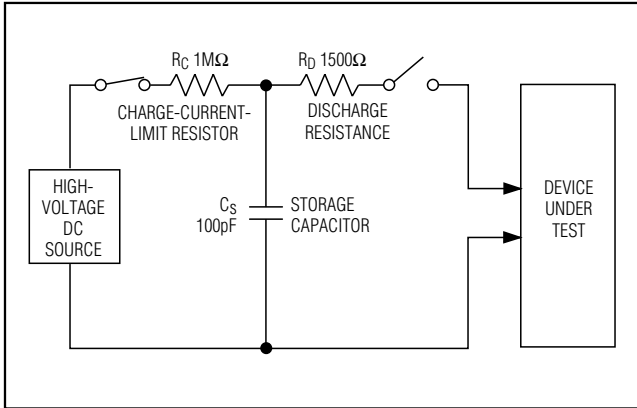 R_C 1MΩ
CHARGE-CURRENT-
LIMIT RESISTOR
R_D 1500Ω
DISCHARGE
RESISTANCE
HIGH-
VOLTAGE
DC
SOURCE
C_S
100pF
STORAGE
CAPACITOR
DEVICE
UNDER
TEST